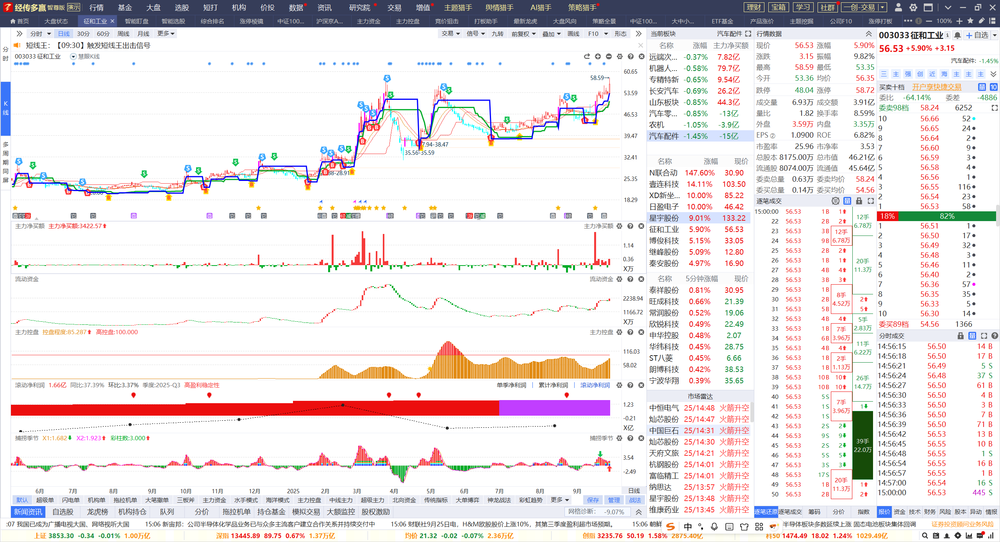 经传多赢 智尊版 演示 行情 基金 大盘 选股 短打 机构 价投 数据 资讯 研究院 交易 增值 主题猎手 舆情猎手 AI猎手 策略猎手 理财 宝箱 学习 社群 一创-交易
首页 大盘状态 征和工业 智能盯盘 智能选股 综合排名 涨停棱镜 中证100... 沪深京A... 主力资金 主力控盘 竞价狙击 打板助手 最新龙虎 大盘风向 策略全景 中证100... 大中小... ETF基金 产品涨价 主题挖掘 公司F10 涨停打板 100%
分时 日线 30分 60分 周线 月线 更多 交易 信号 九转 前复权 叠加 画线 F10 形态
短线王：【09:30】触发短线王出击信号
003033 征和工业 慧眼K线
分时
K线
多周期同屏
60.65
58.59
53.59
46.53
39.47
7.94-38.47
35.56-35.59
32.41
25.35
18.29
主力净买额 主力净买额:3422.57 主力净买额
1.14
0.36
X万
流动资金 流动资金
2238.94
1166.72
X万
主力控盘 控盘程度:85.287 高控盘:100.000 主力控盘
116.03
58.02
滚动净利润 1.66亿 同比:37.39% 环比:3.37% 季度:2025-Q3 高盈利稳定性 单季净利润 累计净利润 滚动净利润
1.23
-0.21
X亿
捕捞季节 X1:1.682 X2:1.923 彩柱数:3.000 捕捞季节
3.54
-2.49
6月 7月 8月 9月 10月 11月 12月 2025 2月 3月 4月 5月 6月 7月 8月 9月 日线
默认 超级单 闪电单 机构单 拖拉机单 大笔撤单 三板斧 主力资金 水手模式 海洋模式 主力控盘 中线主力 超级主力 北向资金 传统指标 大单博弈 神龙战法 彩虹趋势 更多 保存 管理 战法
新闻资讯 自选股 龙虎榜 机构持仓 队列 分价 拖拉机单 持仓基金 模拟交易 大额监控 股权激励 网格诊断： -9.07%
当前板块 汽车配件
名称 涨幅 主力净买额
远端次... -0.37% 7.82亿
机器人... -0.58% 79.7亿
专精特新 -0.65% 9.54亿
长安汽车 -0.69% 26.2亿
山东板块 -0.85% 44.3亿
汽车零... -0.85% -13亿
农机 -1.05% -3.9亿
汽车配件 -1.45% -15亿
名称 涨幅 现价
N联合动 147.60% 30.90
壹连科技 14.11% 103.50
XD新坐... 10.00% 85.22
日盈电子 10.00% 46.42
星宇股份 9.01% 133.22
征和工业 5.90% 56.53
博俊科技 5.15% 33.05
继峰股份 5.09% 12.80
秦安股份 4.97% 16.90
名称 5分钟涨幅 现价
泰祥股份 0.81% 30.95
旺成科技 0.66% 21.39
常润股份 0.52% 19.06
欣锐科技 0.49% 22.49
申华控股 0.48% 2.07
华纬科技 0.45% 28.75
ST八菱 0.45% 6.66
朗博科技 0.42% 38.53
宁波华翔 0.39% 35.65
市场雷达
中恒电气 25/14:48 火箭升空
灿芯股份 25/14:47 火箭升空
中国巨石 25/14:31 火箭升空
灿芯股份 25/14:30 火箭升空
天府文旅 25/14:21 火箭升空
杭钢股份 25/14:01 火箭升空
富临精工 25/14:01 火箭升空
纳思达 25/13:57 火箭升空
星宇股份 25/13:48 火箭升空
维康药业 25/13:45 火箭升空
行情数据
现价 56.53 涨幅 5.90%
涨跌 3.15 振幅 9.82%
最高 58.59 最低 53.35
今开 53.36 均价 56.35
跌停 48.04 涨停 58.72
成交量 6.93万 成交额 3.91亿
量比 1.82 换手率 8.59%
外盘 3.59万 内盘 3.35万
EPS② 1.0900 ROE 6.82%
市盈率 25.96 市净率 3.53
总股本 8175.00万 总市值 46.21亿
流通股 8074.00万 流通值 45.64亿
委卖总量 0.63万 委卖均价 58.24
委买总量 0.14万 委买均价 54.56
逐笔成交 单 量
15:00:00 56.53 1 B 1
22 56.53 2 B 2
23 56.53 3 B
24 56.53 9 B
25 56.53 2 B 2
26 56.53 1 B 1
27 56.53 4 B 4
28 56.53 3 B 3
29 56.53 1 B
30 56.53 2 B 2
31 56.53 5 B 5
32 56.53 4 B 4
33 56.53 1 B
34 56.53 6 B
35 56.53 4 B 4
36 56.53 1 B
37 56.53 1 B
38 56.53 10 B 10
39 56.53 10 B 10
40 56.53 5 S
41 56.53 1 S 1
42 56.53 1 S
43 56.53 2 S 2
44 56.53 9 S 9
45 56.53 2 S 2
46 56.53 5 S 5
47 56.53 3 S 3
48 56.53 17 S
49 56.53 1 B 1
50 56.53 2 B 2
12手 6.78万
8手 4.52万
7手 3.96万
2手 1.13万
7手 3.96万
20手 11.3万
12手 6.78万
20手 11.3万
5手 2.83万
11手 6.22万
26手 14.7万
39手 22.0万
逐笔还原 逐笔成交 筹码 分价 指数
003033 征和工业 自选
56.53 +5.90% +3.15
汽车配件: -1.45%
三 主 强 创 近 海 主 主 主
买卖十档 开户享快捷交易 量 10
委比 -64.14% 委差 -4886
委卖98档 58.24 6252
10 56.66 52
9 56.65 24
8 56.64 2
7 56.60 9
6 56.59 3
5 56.58 4
4 56.56 1
3 56.55 116
2 56.54 23
1 56.53 58
18% 82%
1 56.51 1
2 56.50 17
3 56.49 32
4 56.48 3
5 56.46 11
6 56.40 2
7 56.36 57
8 56.35 35
9 56.33 5
10 56.30 14
委买89档 54.56 1366
分时成交 量
14:56:15 56.50 14 B
14:56:18 56.50 17 B
14:56:21 56.49 5 S
14:56:24 56.48 37 S
14:56:27 56.50 61 B
14:56:30 56.50 4 B
14:56:33 56.50 3 B
14:56:36 56.50 7 B
14:56:39 56.50 71 B
14:56:42 56.53 13 B
14:56:45 56.55 10 B
14:56:48 56.55 1 S
14:56:54 56.55 16 B
14:56:57 56.55 1 B
14:57:00 56.54 16 S
15:00:00 56.53 445 S
报价 资金 技术 财务 风险 股本 异动 情报
:07 我国已成为广播电视大国、网络视听大国 15:06 新宙邦：公司半导体化学品业务已与众多主流客户建立合作关系并持续交付中 15:06 财联社9月25日电，H&M欧股股价上涨10%，其第三季度盈利超市场预期。 15:06 朝鲜 中 半导体板块多数延续上涨 固态电池板块集体回调 证券投资顾问业务风险
上证 3853.30 -0.34 -0.01% 1.00万亿 深指 13445.89 89.75 0.67% 1.37万亿 均价 21.32 -0.02 -0.07% 2.36万亿 创指 3235.76 50.19 1.58% 2875.40亿 科50 1474.49 18.02 1.24% 1029.49亿